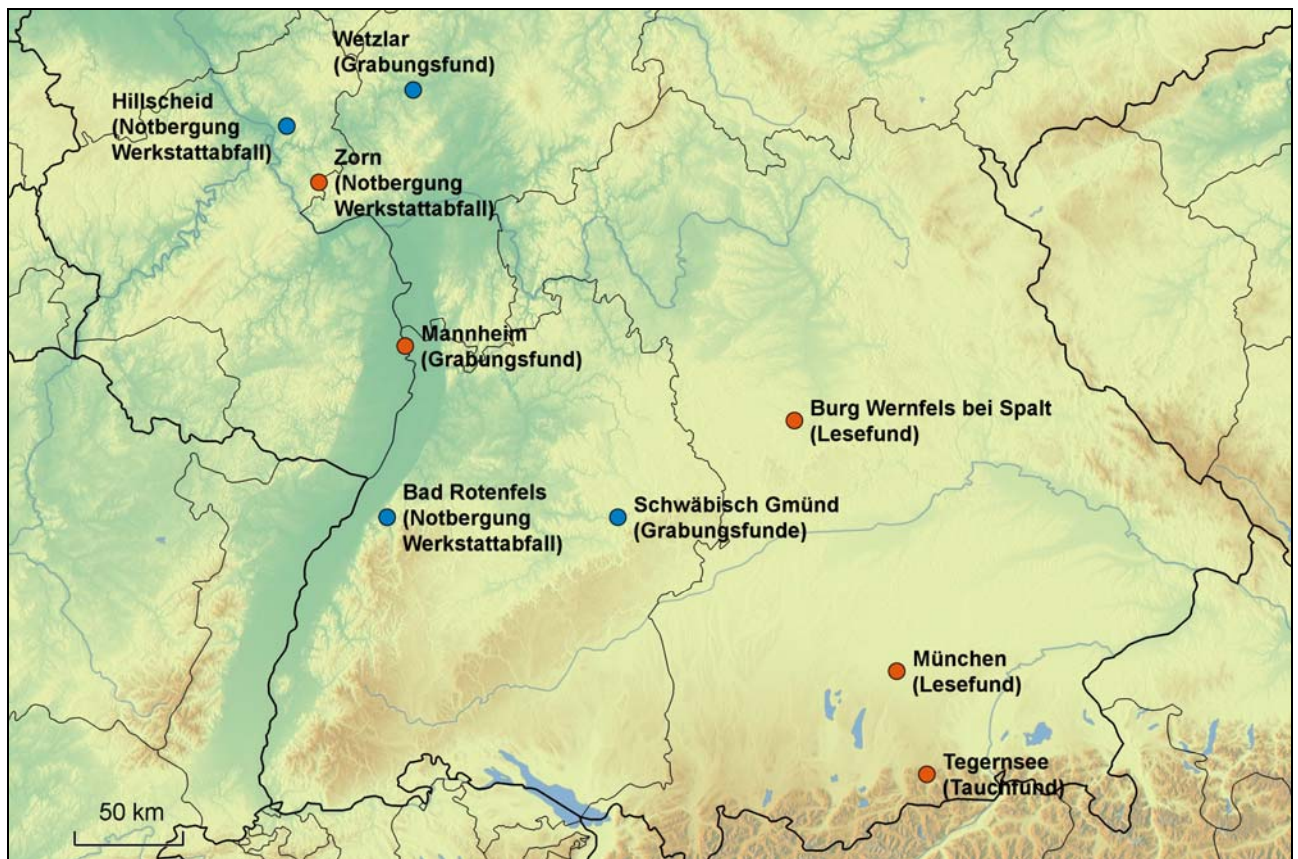 Wetzlar
(Grabungsfund)
Hillscheid
(Notbergung
Werkstattabfall)
Zorn
(Notbergung
Werkstattabfall)
Mannheim
(Grabungsfund)
Burg Wernfels bei Spalt
(Lesefund)
Bad Rotenfels
(Notbergung
Werkstattabfall)
Schwäbisch Gmünd
(Grabungsfunde)
München
(Lesefund)
Tegernsee
(Tauchfund)
50 km